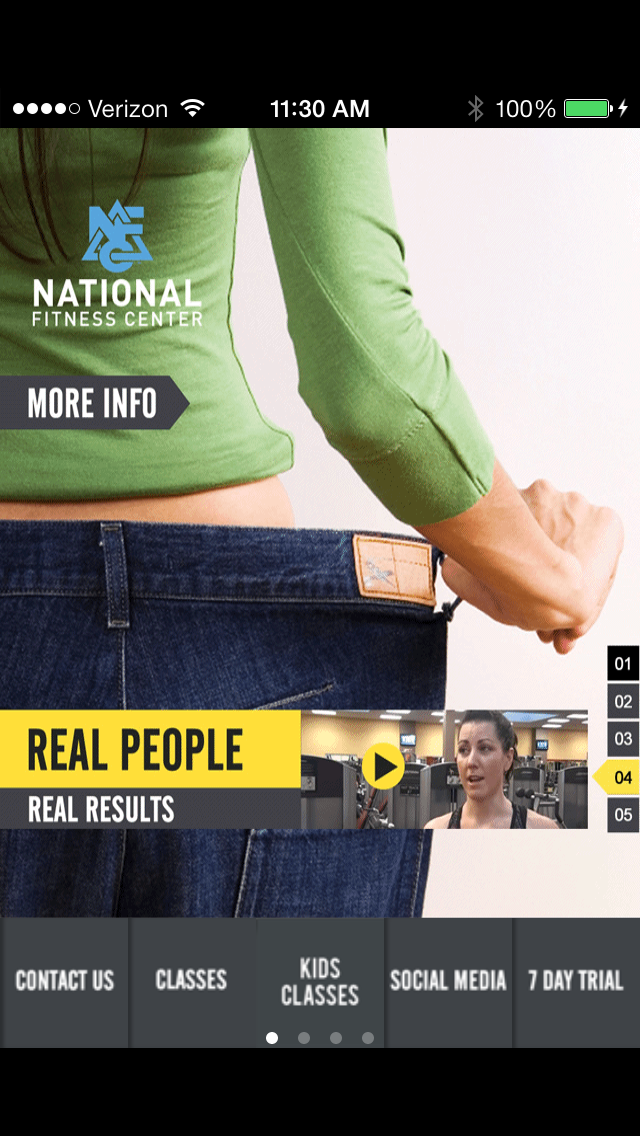 Verizon 11:30 AM 100%
NFC
NATIONAL
FITNESS CENTER
MORE INFO
01
02
03
04
05
REAL PEOPLE
REAL RESULTS
CONTACT US
CLASSES
KIDS
CLASSES
SOCIAL MEDIA
7 DAY TRIAL